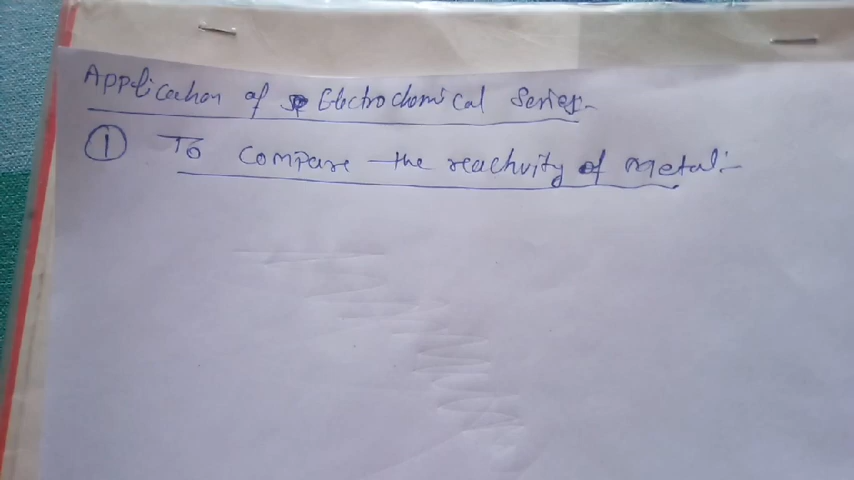 Application of Electrochemical Series-
① To compare the reactivity of metal:-